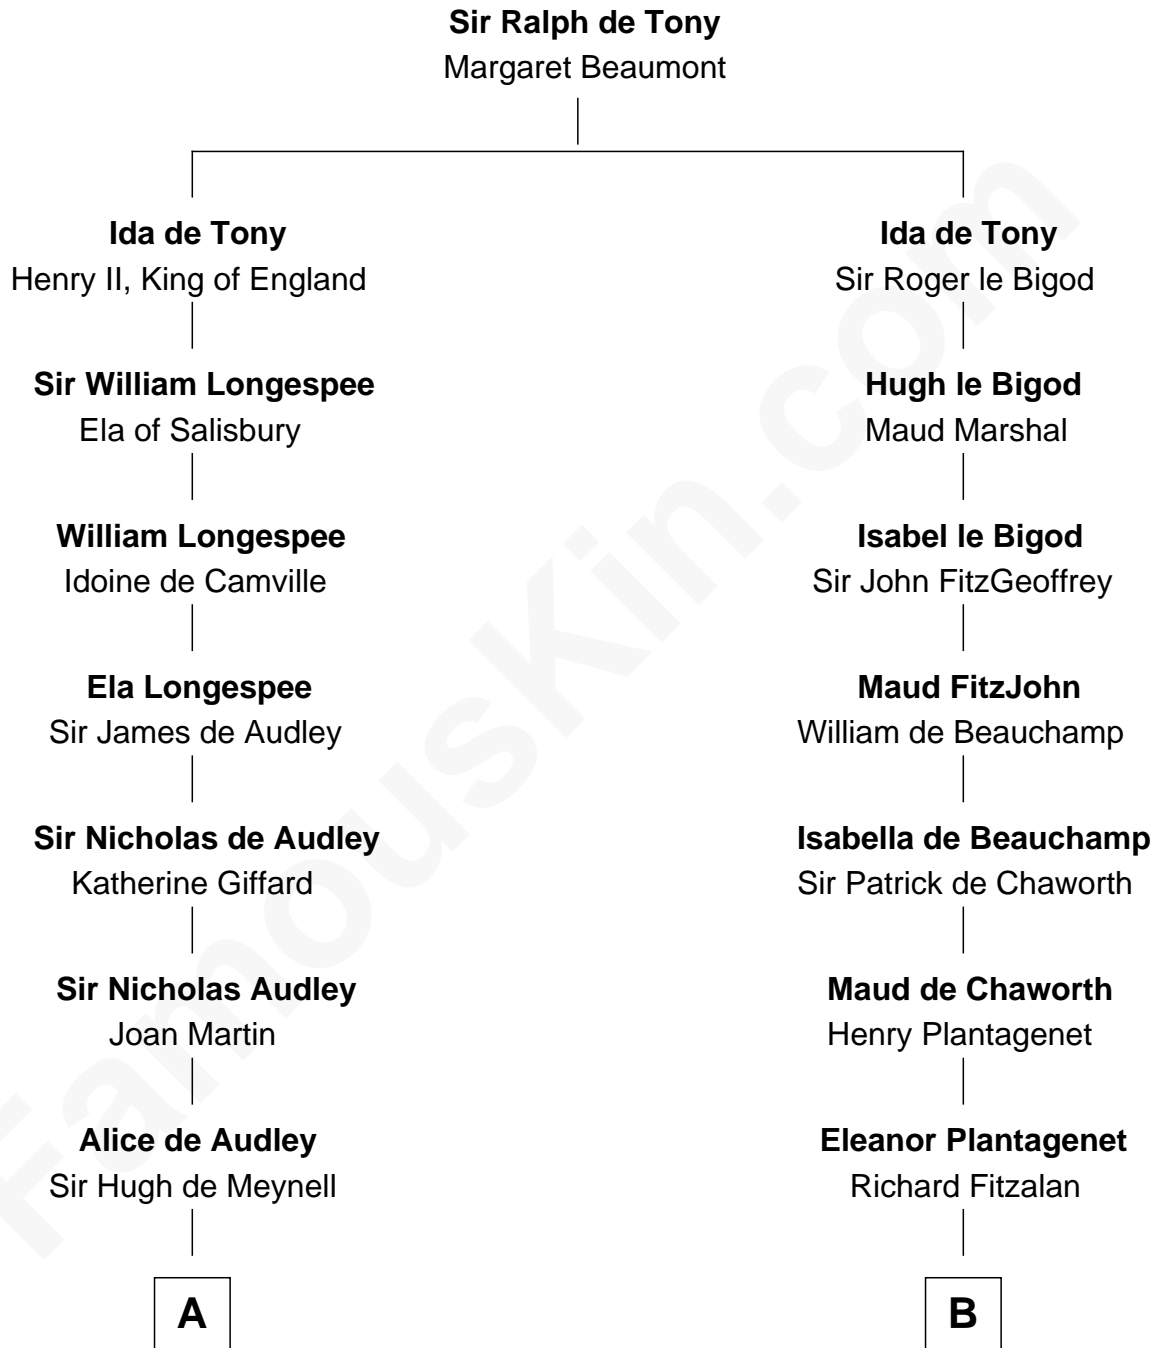 Sir Ralph de Tony
Margaret Beaumont
Ida de Tony
Henry II, King of England
Sir William Longespee
Ela of Salisbury
William Longespee
Idoine de Camville
Ela Longespee
Sir James de Audley
Sir Nicholas de Audley
Katherine Giffard
Sir Nicholas Audley
Joan Martin
Alice de Audley
Sir Hugh de Meynell
A
Ida de Tony
Sir Roger le Bigod
Hugh le Bigod
Maud Marshal
Isabel le Bigod
Sir John FitzGeoffrey
Maud FitzJohn
William de Beauchamp
Isabella de Beauchamp
Sir Patrick de Chaworth
Maud de Chaworth
Henry Plantagenet
Eleanor Plantagenet
Richard Fitzalan
B
FamousKin.com